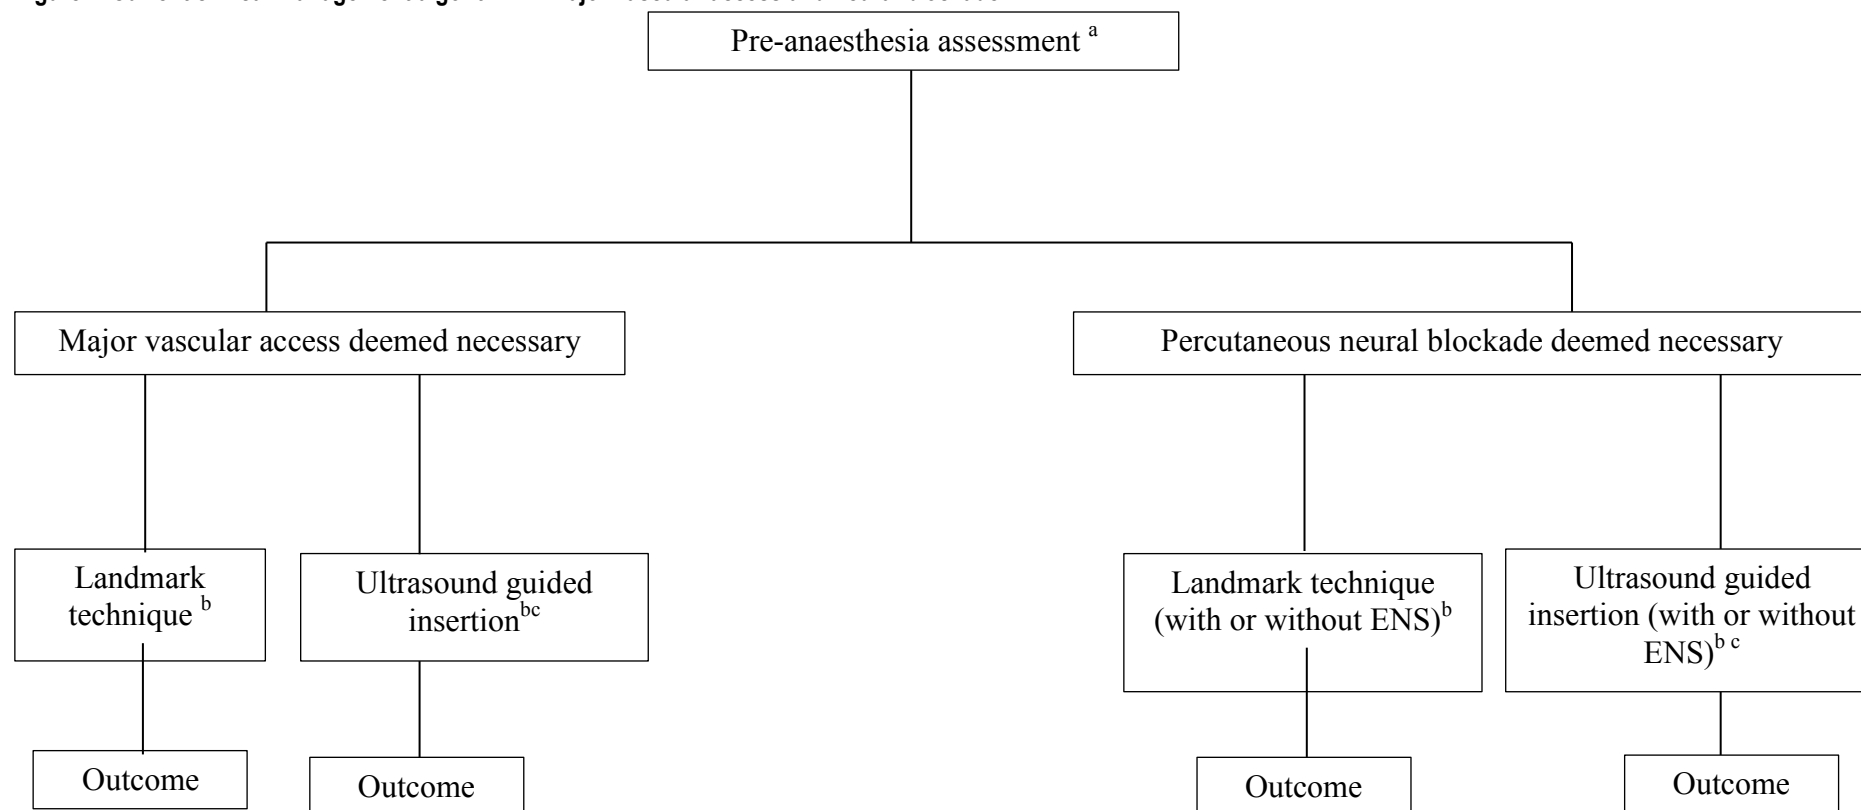 Pre-anaesthesia assessment a
Major vascular access deemed necessary
Percutaneous neural blockade deemed necessary
Landmark
technique b
Ultrasound guided
insertionbc
Landmark technique
(with or without ENS)b
Ultrasound guided
insertion (with or without
ENS)b c
Outcome
Outcome
Outcome
Outcome